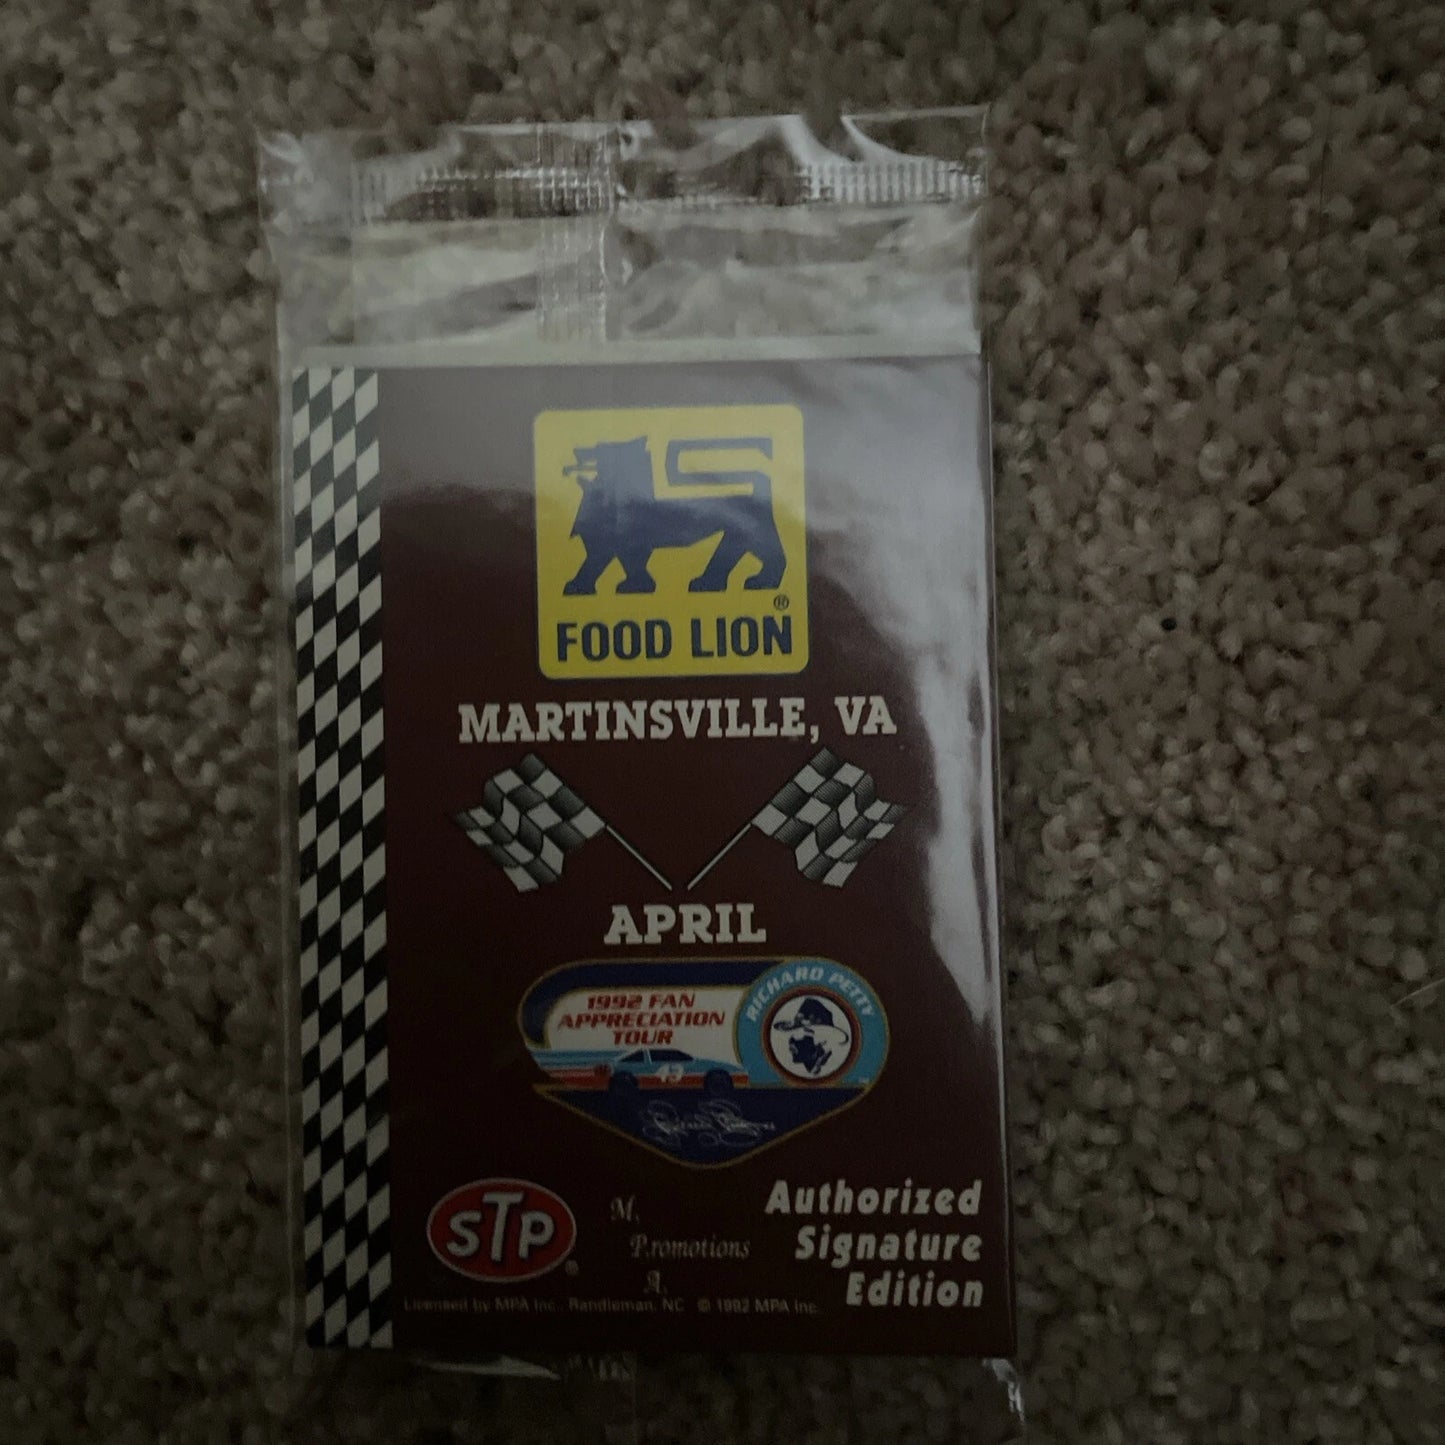 ®
FOOD LION
MARTINSVILLE, VA
APRIL
1992 FAN
APPRECIATION
TOUR
RICHARD PETTY
43
STP
®
M.
P.romotions
A.
Authorized
Signature
Edition
Licensed by MPA Inc., Randleman, NC © 1992 MPA Inc.